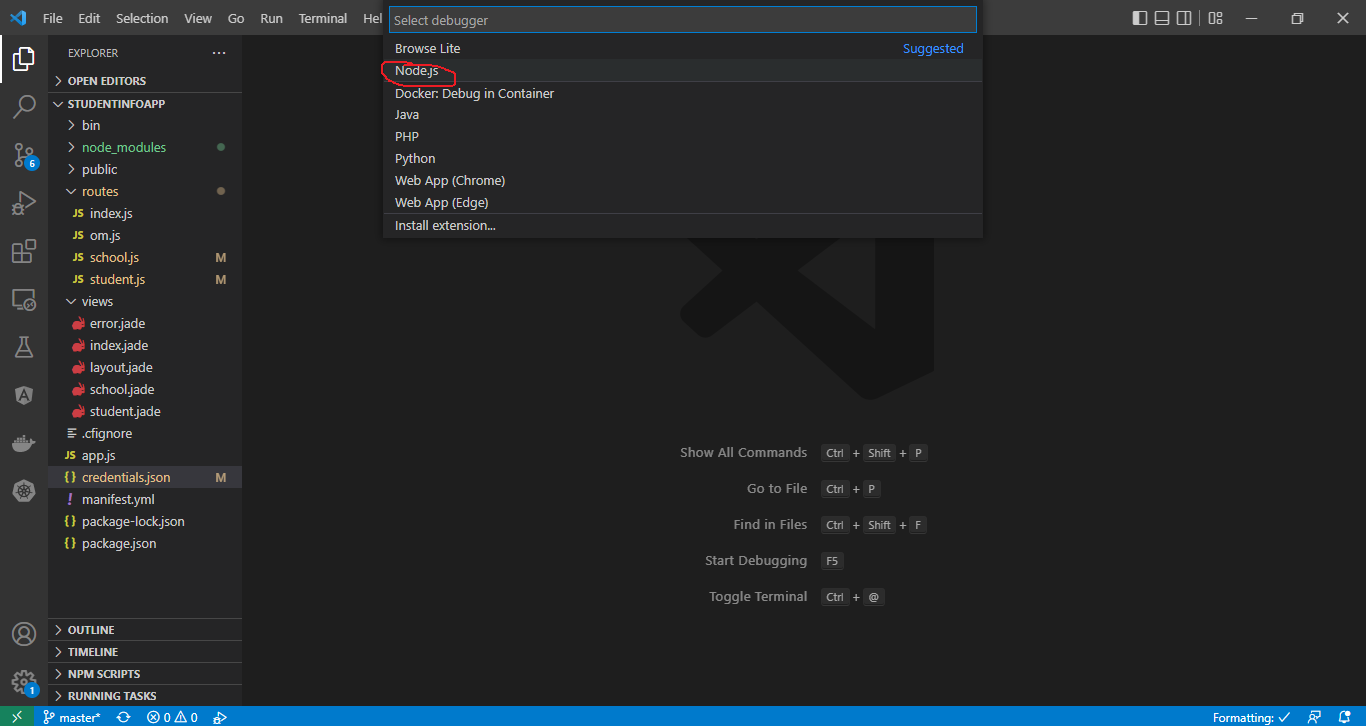 File Edit Selection View Go Run Terminal Hel
Select debugger
Browse Lite Suggested
Node.js
Docker: Debug in Container
Java
PHP
Python
Web App (Chrome)
Web App (Edge)
Install extension...
EXPLORER
OPEN EDITORS
STUDENTINFOAPP
bin
node_modules
public
routes
JS index.js
JS om.js
JS school.js M
JS student.js M
views
error.jade
index.jade
layout.jade
school.jade
student.jade
.cfignore
JS app.js
{} credentials.json M
! manifest.yml
{} package-lock.json
{} package.json
OUTLINE
TIMELINE
NPM SCRIPTS
RUNNING TASKS
6
A
1
Show All Commands Ctrl + Shift + P
Go to File Ctrl + P
Find in Files Ctrl + Shift + F
Start Debugging F5
Toggle Terminal Ctrl + @
master* 0 0 Formatting: ✓